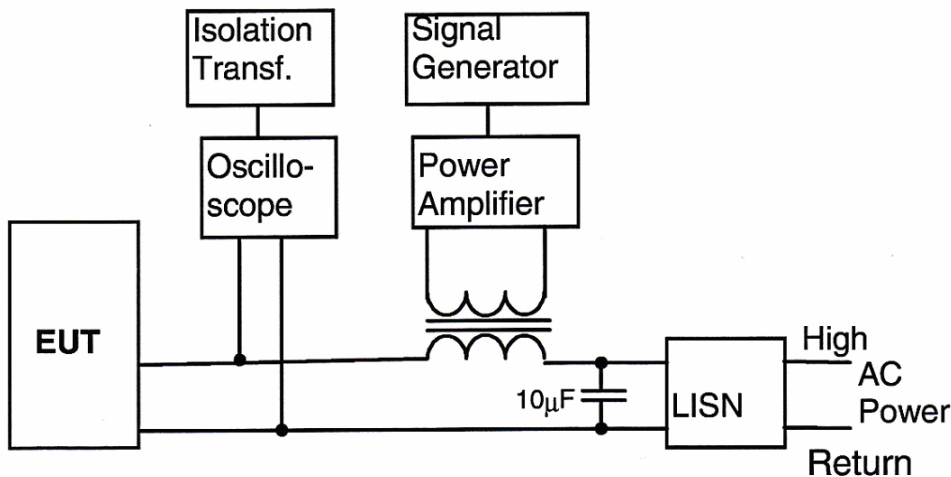 Isolation
Transf.
Signal
Generator
Oscillo-
scope
Power
Amplifier
EUT
10μF
LISN
High
AC
Power
Return